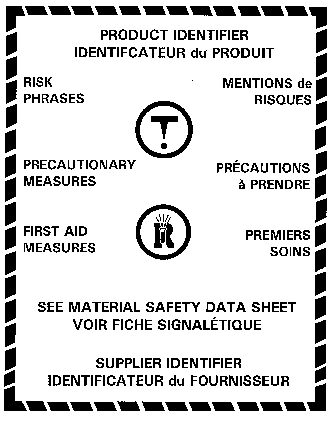 PRODUCT IDENTIFIER
IDENTIFCATEUR du PRODUIT
RISK
PHRASES
MENTIONS de
RISQUES
T
PRECAUTIONARY
MEASURES
PRÉCAUTIONS
à PRENDRE
R
FIRST AID
MEASURES
PREMIERS
SOINS
SEE MATERIAL SAFETY DATA SHEET
VOIR FICHE SIGNALÉTIQUE
SUPPLIER IDENTIFIER
IDENTIFICATEUR du FOURNISSEUR